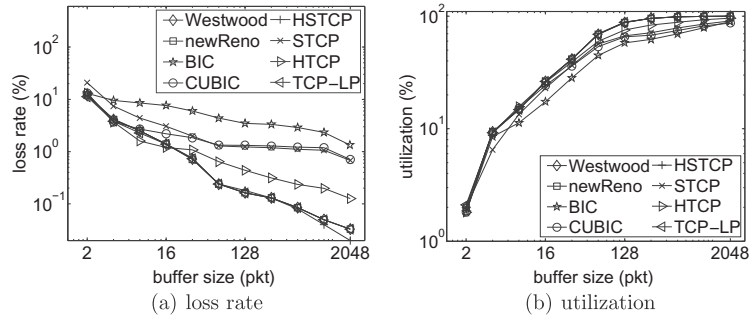 loss rate (%)
10^2
10^1
10^0
10^-1
2 16 128 2048
buffer size (pkt)
Westwood HSTCP
newReno STCP
BIC HTCP
CUBIC TCP-LP
(a) loss rate
utilization (%)
10^2
10^1
10^0
2 16 128 2048
buffer size (pkt)
Westwood HSTCP
newReno STCP
BIC HTCP
CUBIC TCP-LP
(b) utilization